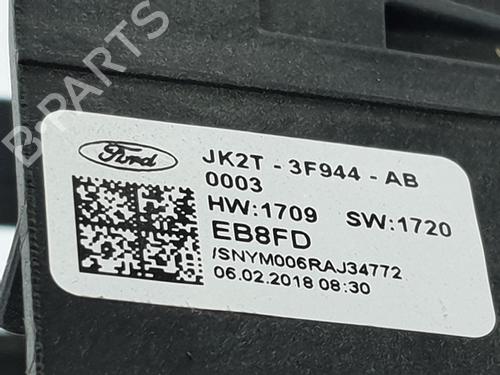 B-PARTS
Ford
JK2T - 3F944 - AB
0003
HW:1709 SW:1720
EB8FD
/SNYM006RAJ34772
06.02.2018 08:30